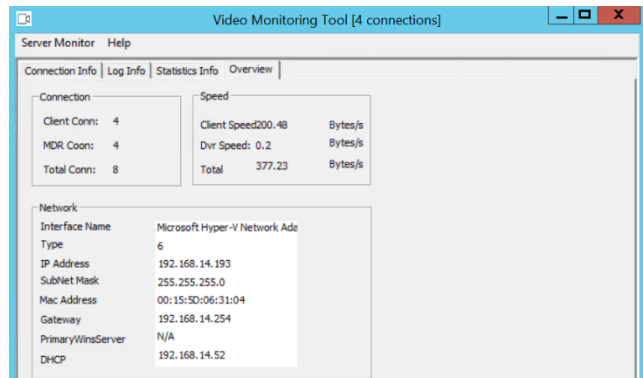 Video Monitoring Tool [4 connections]
Server Monitor Help
Connection Info Log Info Statistics Info Overview
Connection
Client Conn: 4
MDR Coon: 4
Total Conn: 8
Speed
Client Speed200.48 Bytes/s
Dvr Speed: 0.2 Bytes/s
Total 377.23 Bytes/s
Network
Interface Name Microsoft Hyper-V Network Ada
Type 6
IP Address 192.168.14.193
SubNet Mask 255.255.255.0
Mac Address 00:15:5D:06:31:04
Gateway 192.168.14.254
PrimaryWinsServer N/A
DHCP 192.168.14.52